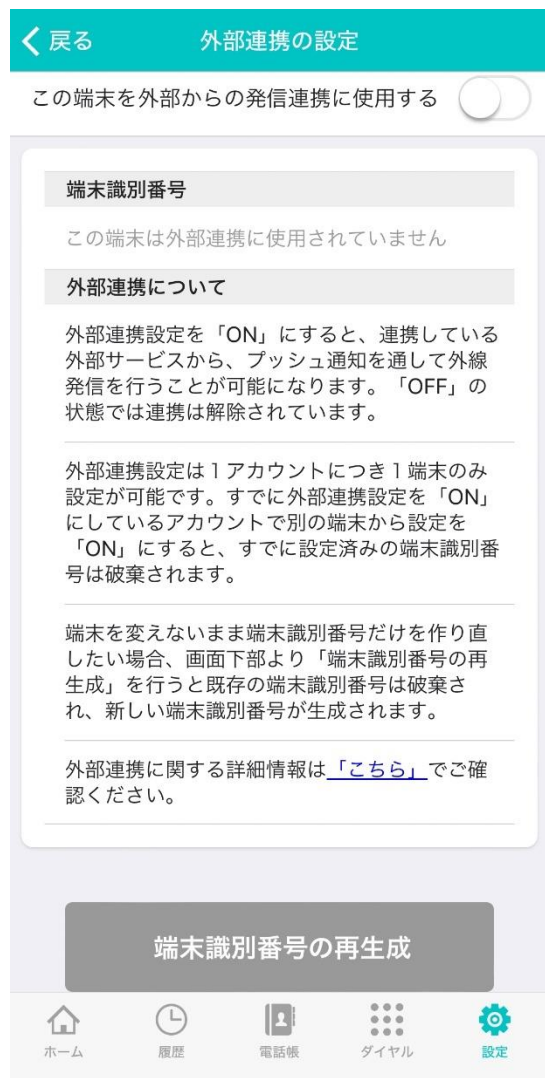 戻る
外部連携の設定
この端末を外部からの発信連携に使用する
端末識別番号
この端末は外部連携に使用されていません
外部連携について
外部連携設定を「ON」にすると、連携している
外部サービスから、プッシュ通知を通して外線
発信を行うことが可能になります。「OFF」の
状態では連携は解除されています。
外部連携設定は1アカウントにつき1端末のみ
設定が可能です。すでに外部連携設定を「ON」
にしているアカウントで別の端末から設定を
「ON」にすると、すでに設定済みの端末識別番
号は破棄されます。
端末を変えないまま端末識別番号だけを作り直
したい場合、画面下部より「端末識別番号の再
生成」を行うと既存の端末識別番号は破棄さ
れ、新しい端末識別番号が生成されます。
外部連携に関する詳細情報は「こちら」でご確
認ください。
端末識別番号の再生成
ホーム
履歴
電話帳
ダイヤル
設定